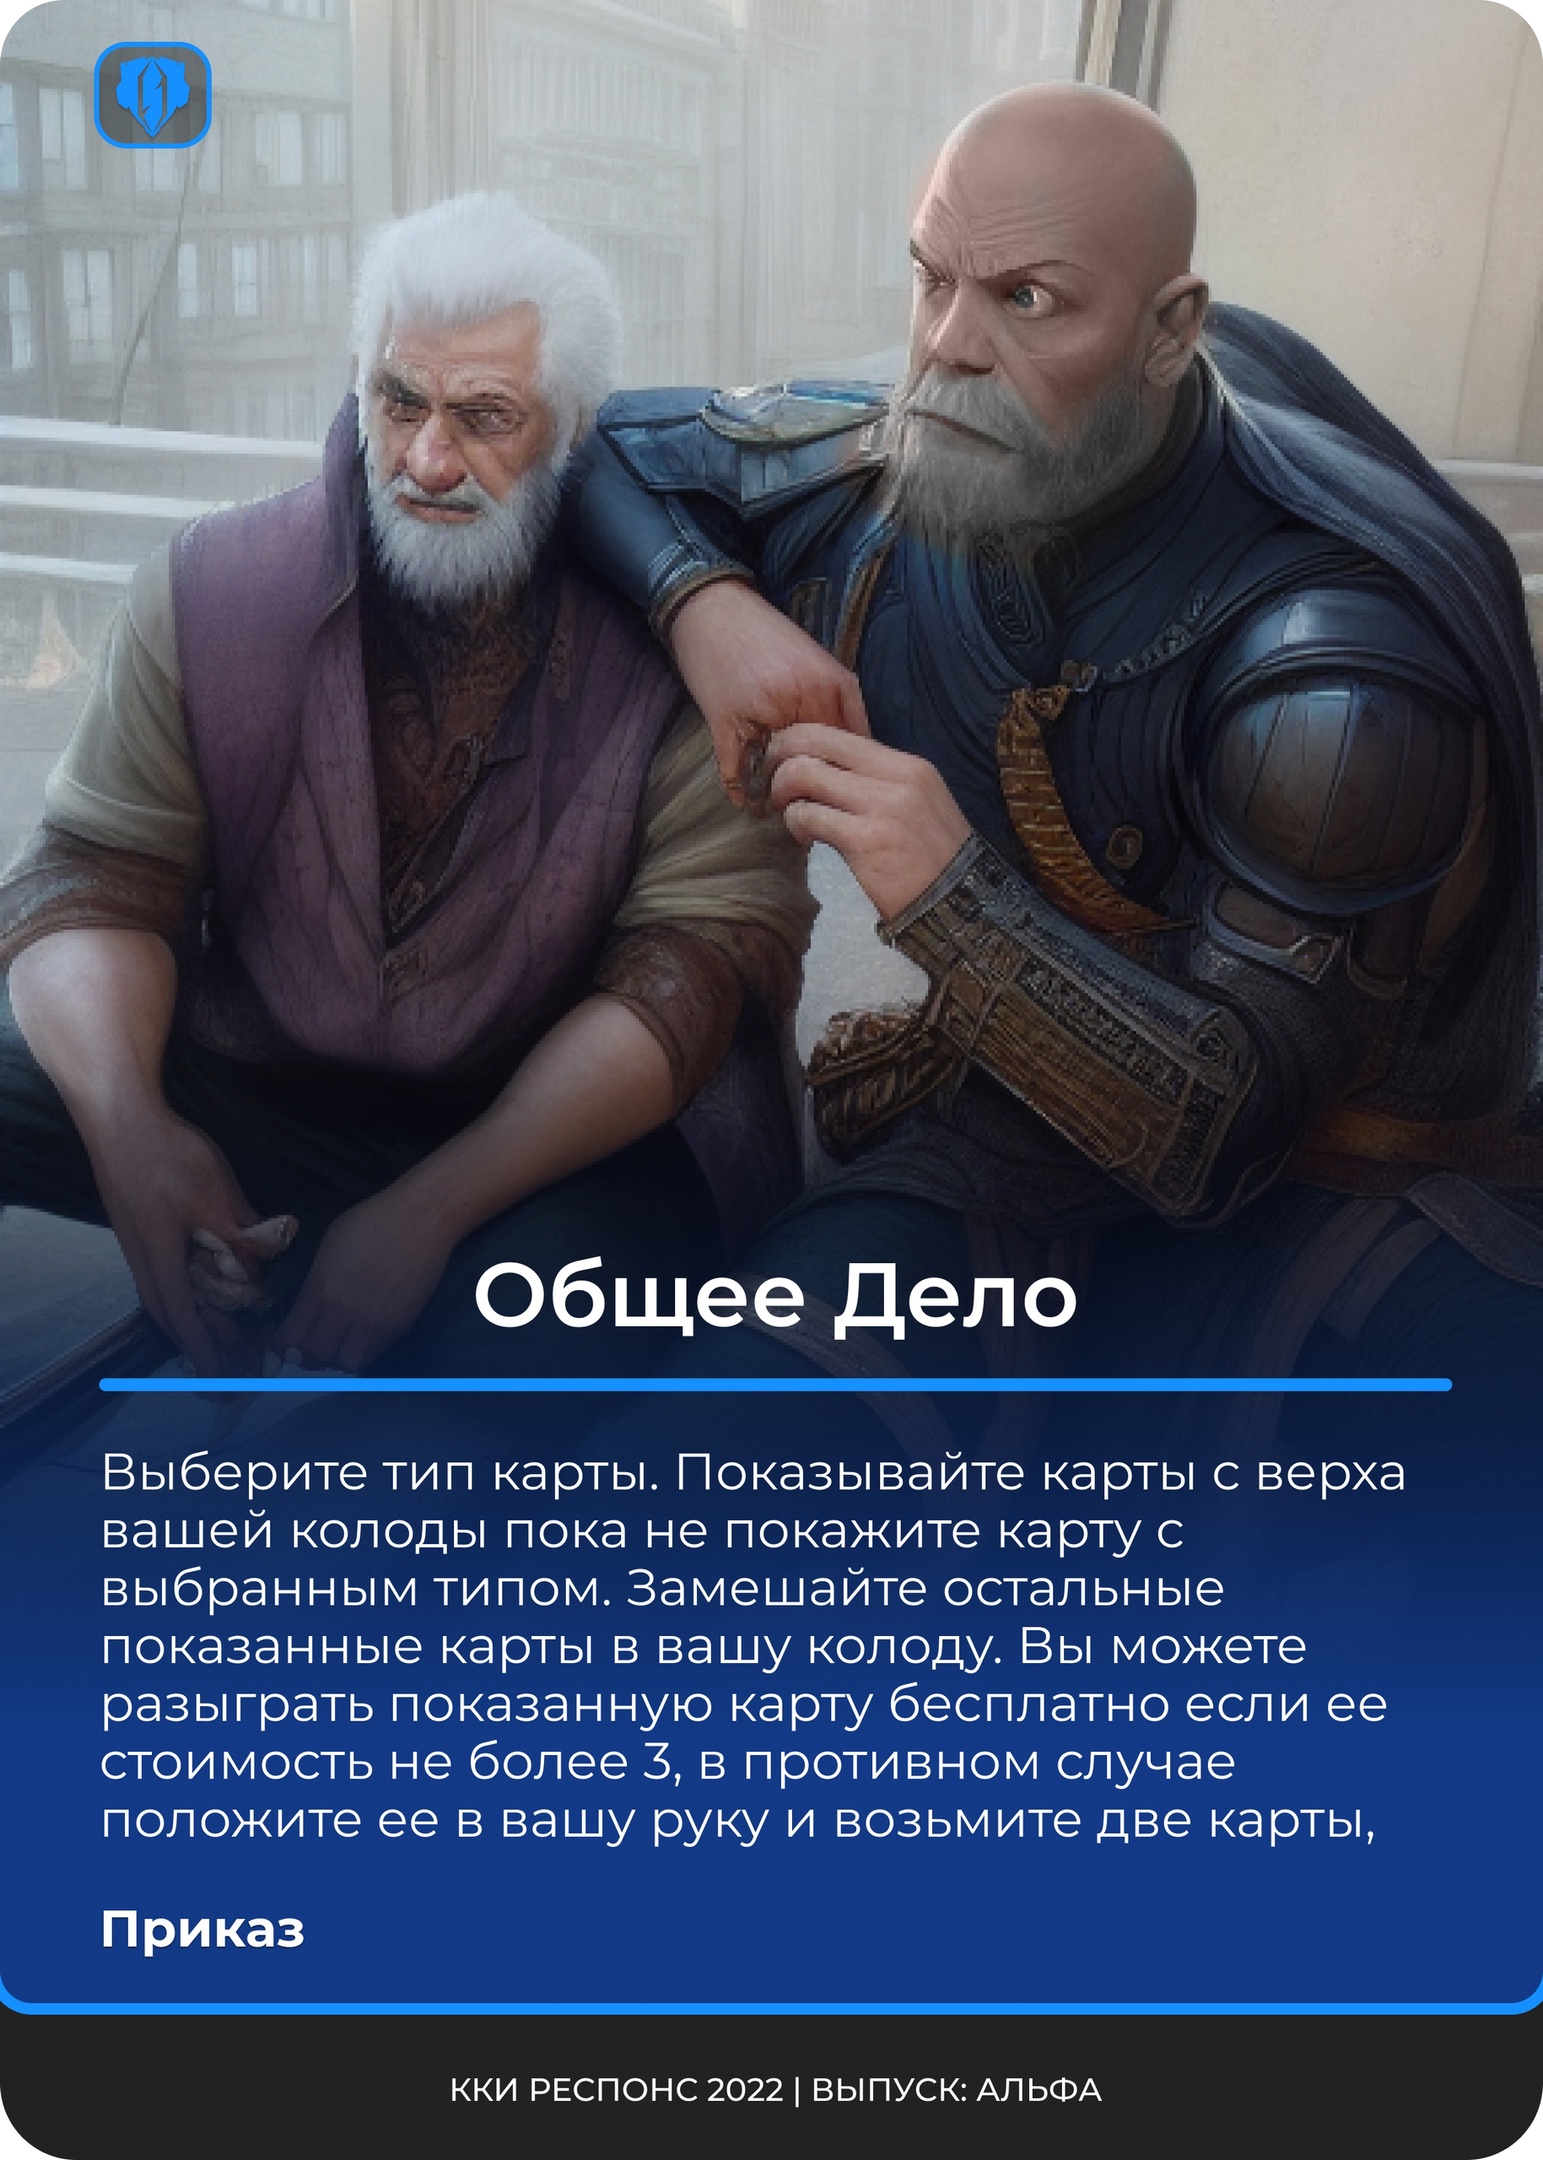 Общее Дело
Выберите тип карты. Показывайте карты с верха
вашей колоды пока не покажите карту с
выбранным типом. Замешайте остальные
показанные карты в вашу колоду. Вы можете
разыграть показанную карту бесплатно если ее
стоимость не более 3, в противном случае
положите ее в вашу руку и возьмите две карты,
Приказ
ККИ РЕСПОНС 2022 | ВЫПУСК: АЛЬФА